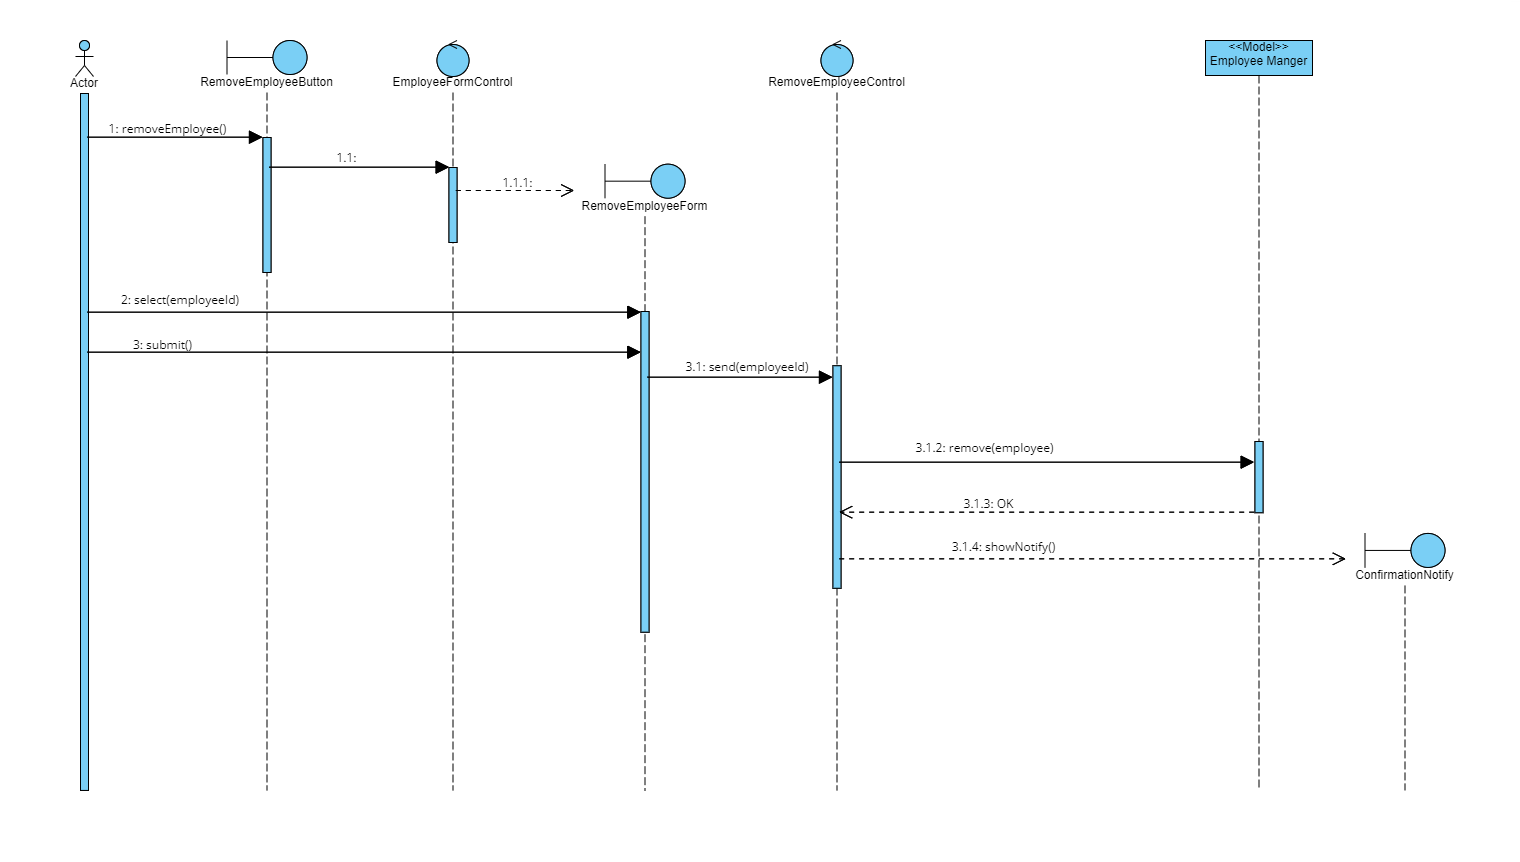 <<Model>>
Employee Manger
Actor
RemoveEmployeeButton
EmployeeFormControl
RemoveEmployeeControl
1: removeEmployee()
1.1:
1.1.1:
RemoveEmployeeForm
2: select(employeeId)
3: submit()
3.1: send(employeeId)
3.1.2: remove(employee)
3.1.3: OK
3.1.4: showNotify()
ConfirmationNotify